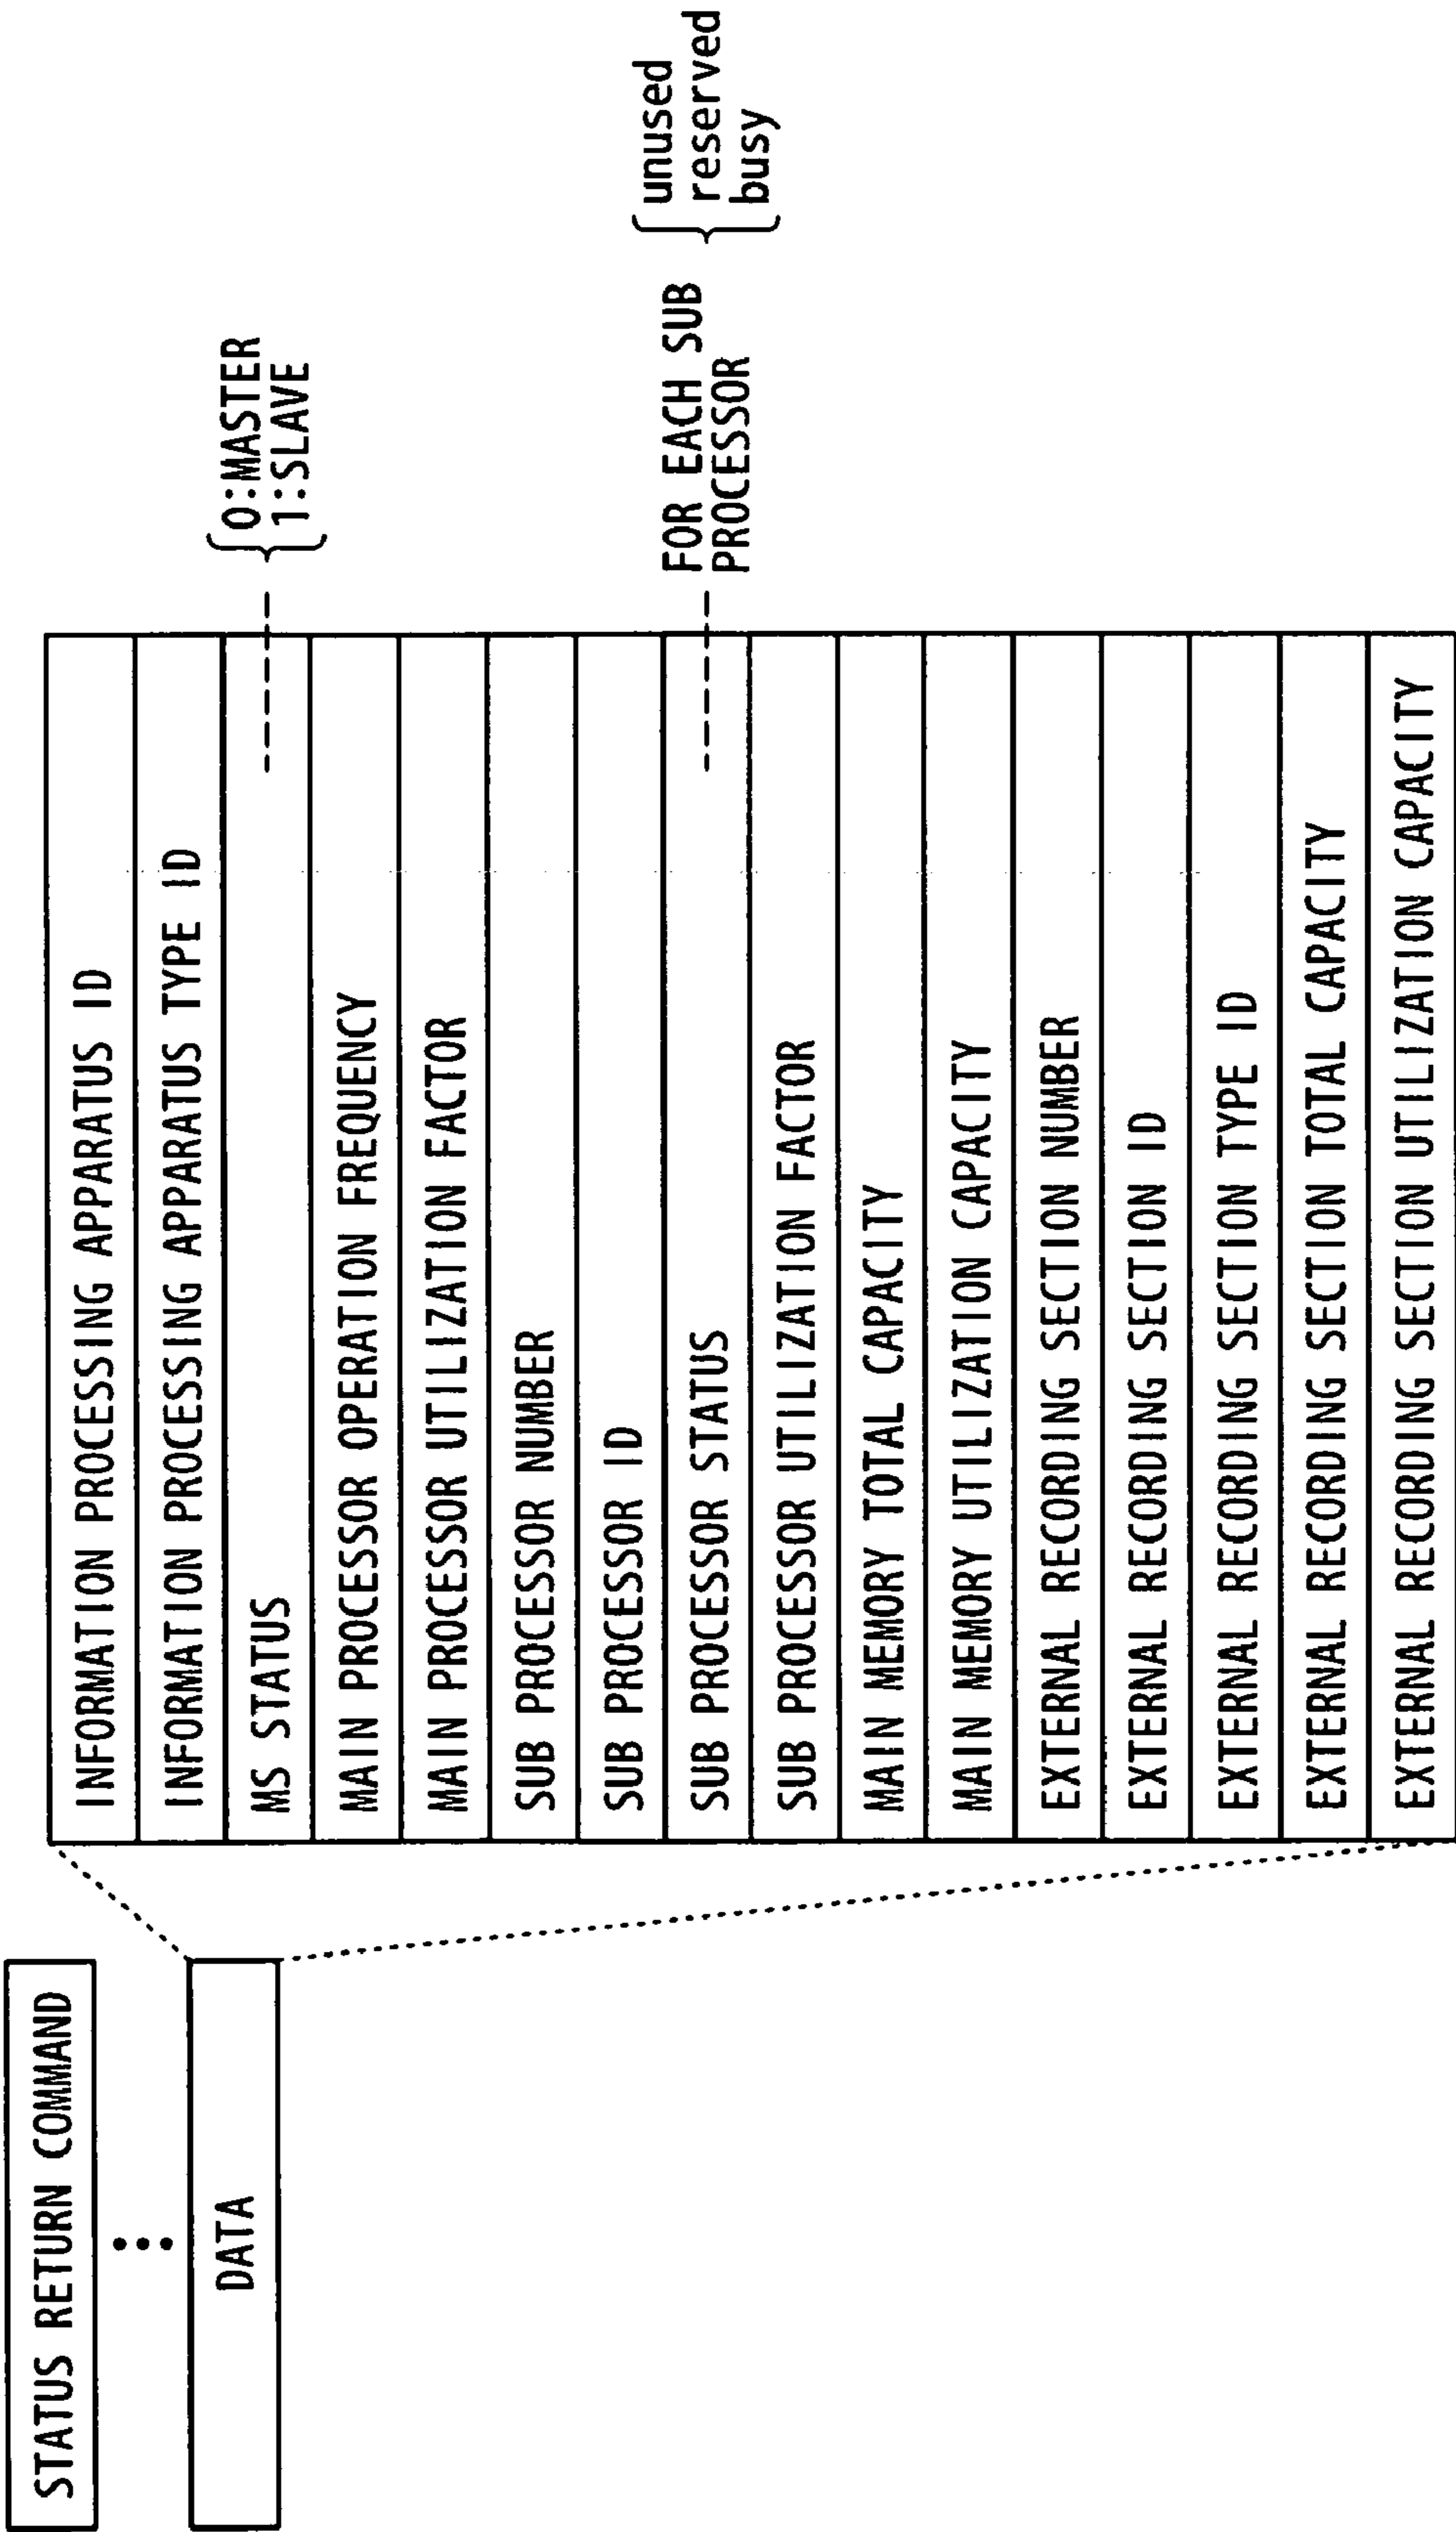 STATUS RETURN COMMAND
DATA
INFORMATION PROCESSING APPARATUS ID
INFORMATION PROCESSING APPARATUS TYPE ID
MS STATUS
0:MASTER
1:SLAVE
MAIN PROCESSOR OPERATION FREQUENCY
MAIN PROCESSOR UTILIZATION FACTOR
SUB PROCESSOR NUMBER
SUB PROCESSOR ID
SUB PROCESSOR STATUS
FOR EACH SUB
PROCESSOR
unused
reserved
busy
SUB PROCESSOR UTILIZATION FACTOR
MAIN MEMORY TOTAL CAPACITY
MAIN MEMORY UTILIZATION CAPACITY
EXTERNAL RECORDING SECTION NUMBER
EXTERNAL RECORDING SECTION ID
EXTERNAL RECORDING SECTION TYPE ID
EXTERNAL RECORDING SECTION TOTAL CAPACITY
EXTERNAL RECORDING SECTION UTILIZATION CAPACITY